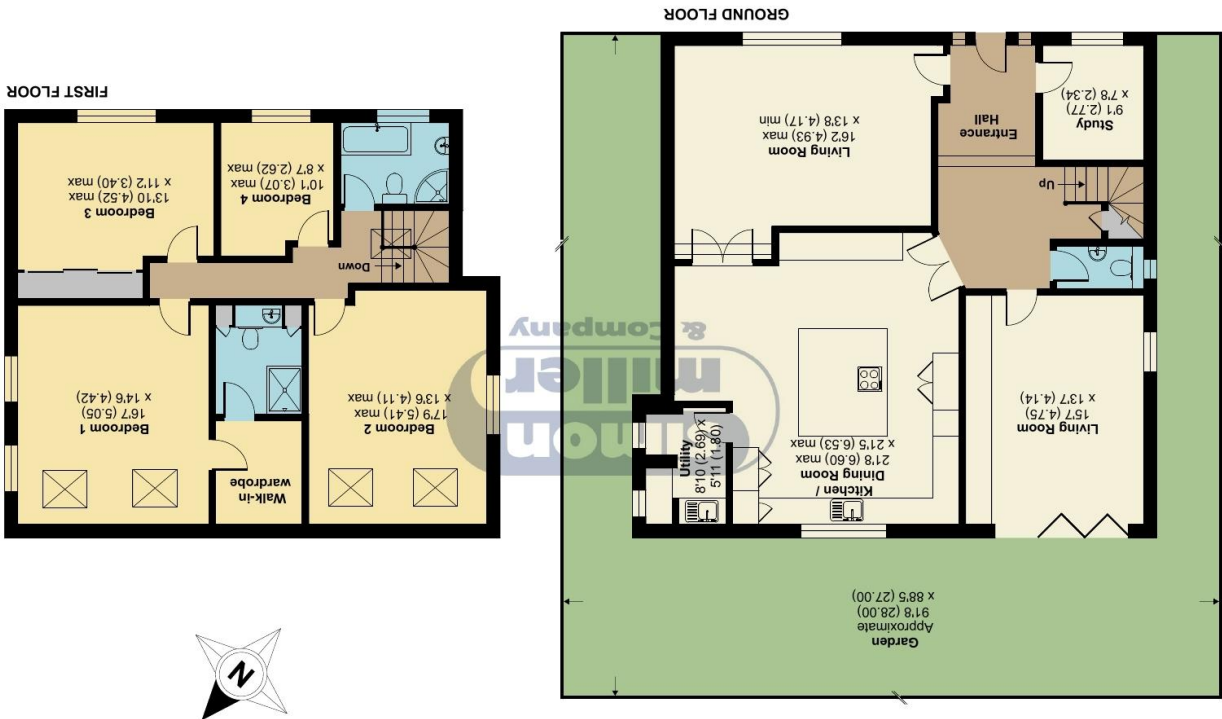 Garden
Approximate
91'8 (28.00)
x 88'5 (27.00)
Living Room
15'7 (4.75)
x 13'7 (4.14)
Kitchen /
Dining Room
21'8 (6.60) max
x 21'5 (6.53) max
Utility
8'10 (2.69) x
5'11 (1.80)
Up
Study
9'1 (2.77)
x 7'8 (2.34)
Entrance
Hall
Living Room
16'2 (4.93) max
x 13'8 (4.17) min
GROUND FLOOR
N
Bedroom 2
17'9 (5.41) max
x 13'6 (4.11) max
Walk-in
wardrobe
Bedroom 1
16'7 (5.05)
x 14'6 (4.42)
Down
Bedroom 4
10'1 (3.07) max
x 8'7 (2.62) max
Bedroom 3
13'10 (4.52) max
x 11'2 (3.40) max
FIRST FLOOR
simon
miller
& Company